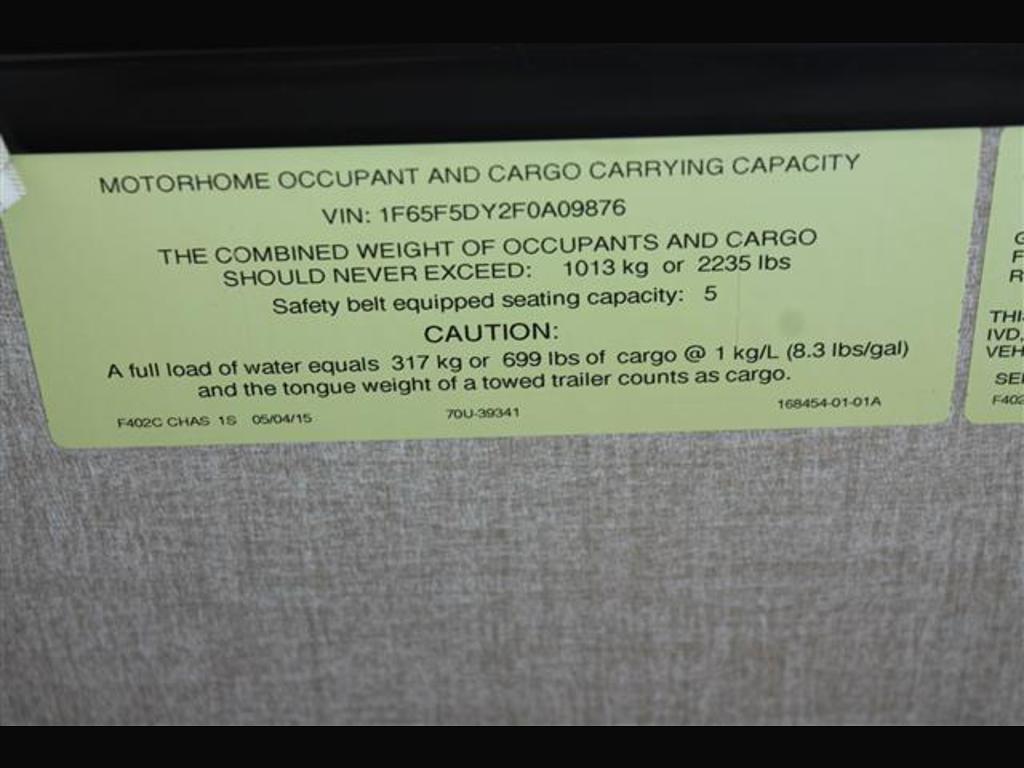 MOTORHOME OCCUPANT AND CARGO CARRYING CAPACITY
VIN: 1F65F5DY2F0A09876
THE COMBINED WEIGHT OF OCCUPANTS AND CARGO
SHOULD NEVER EXCEED: 1013 kg or 2235 lbs
Safety belt equipped seating capacity: 5
CAUTION:
A full load of water equals 317 kg or 699 lbs of cargo @ 1 kg/L (8.3 lbs/gal)
and the tongue weight of a towed trailer counts as cargo.
F402C CHAS 1S 05/04/15 70U-39341 168454-01-01A
THI
IVD,
VEH
SE
F402